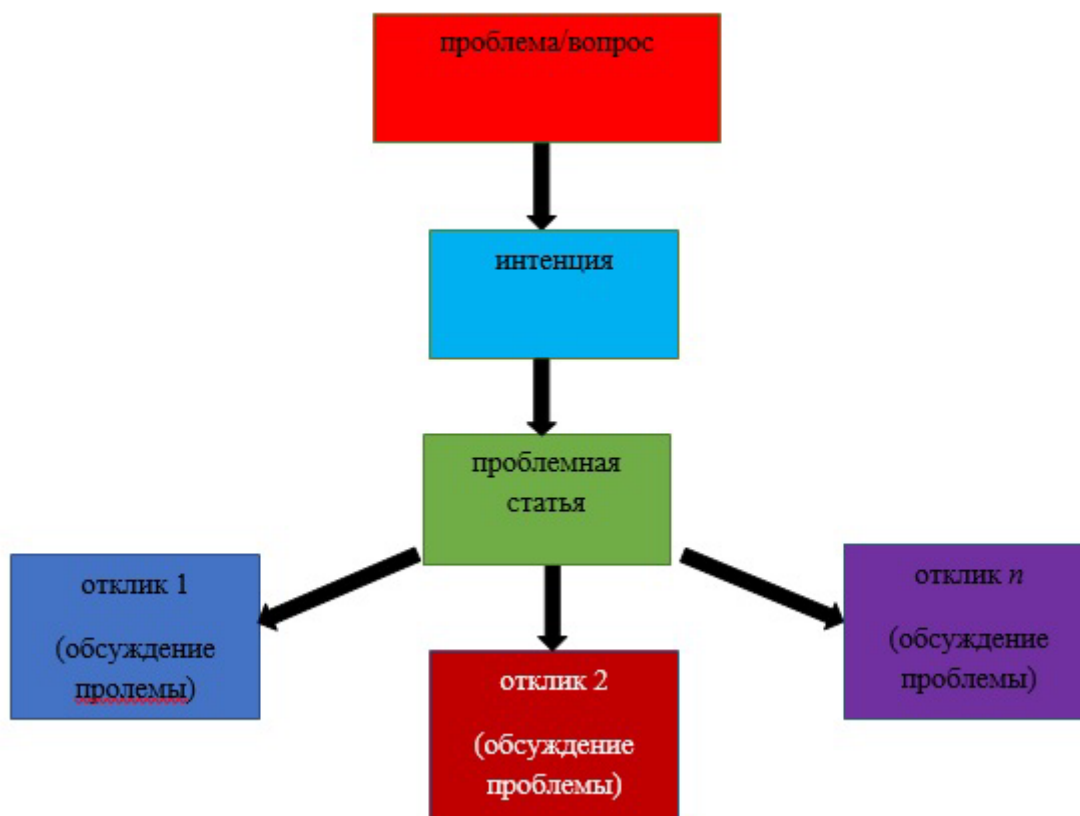 проблема/вопрос
интенция
проблемная
статья
отклик 1
(обсуждение
пролемы)
отклик 2
(обсуждение
проблемы)
отклик n
(обсуждение
проблемы)